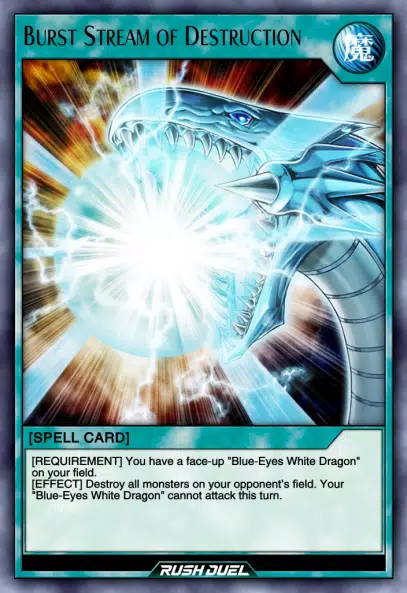 Burst Stream of Destruction
魔
[SPELL CARD]
[REQUIREMENT] You have a face-up "Blue-Eyes White Dragon"
on your field.
[EFFECT] Destroy all monsters on your opponent's field. Your
"Blue-Eyes White Dragon" cannot attack this turn.
RUSH DUEL